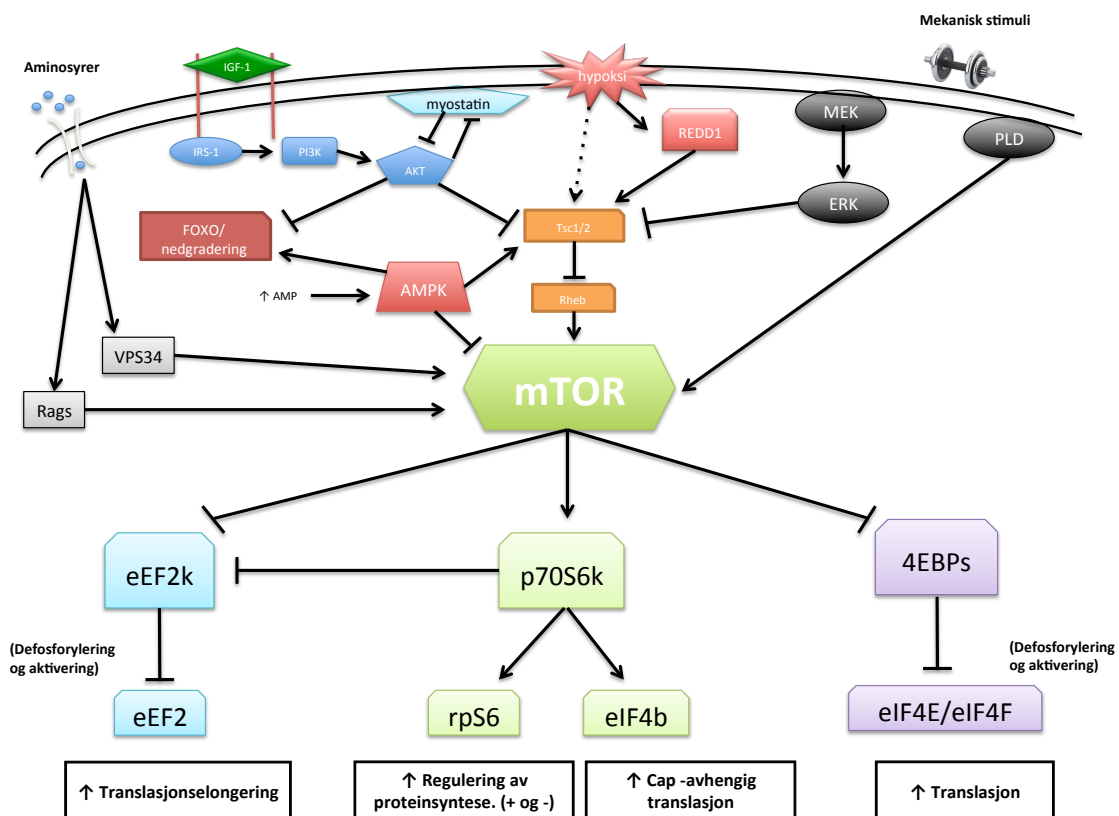 Mekanisk stimuli
Aminosyrer
IGF-1
hypoksi
myostatin
MEK
REDD1
PLD
IRS-1
PI3K
AKT
ERK
FOXO/
nedgradering
Tsc1/2
AMPK
↑ AMP
Rheb
VPS34
mTOR
Rags
eEF2k
p70S6k
4EBPs
(Defosforylering
og aktivering)
(Defosforylering
og aktivering)
eEF2
rpS6
eIF4b
eIF4E/eIF4F
↑ Translasjonselongering
↑ Regulering av
proteinsyntese. (+ og -)
↑ Cap -avhengig
translasjon
↑ Translasjon